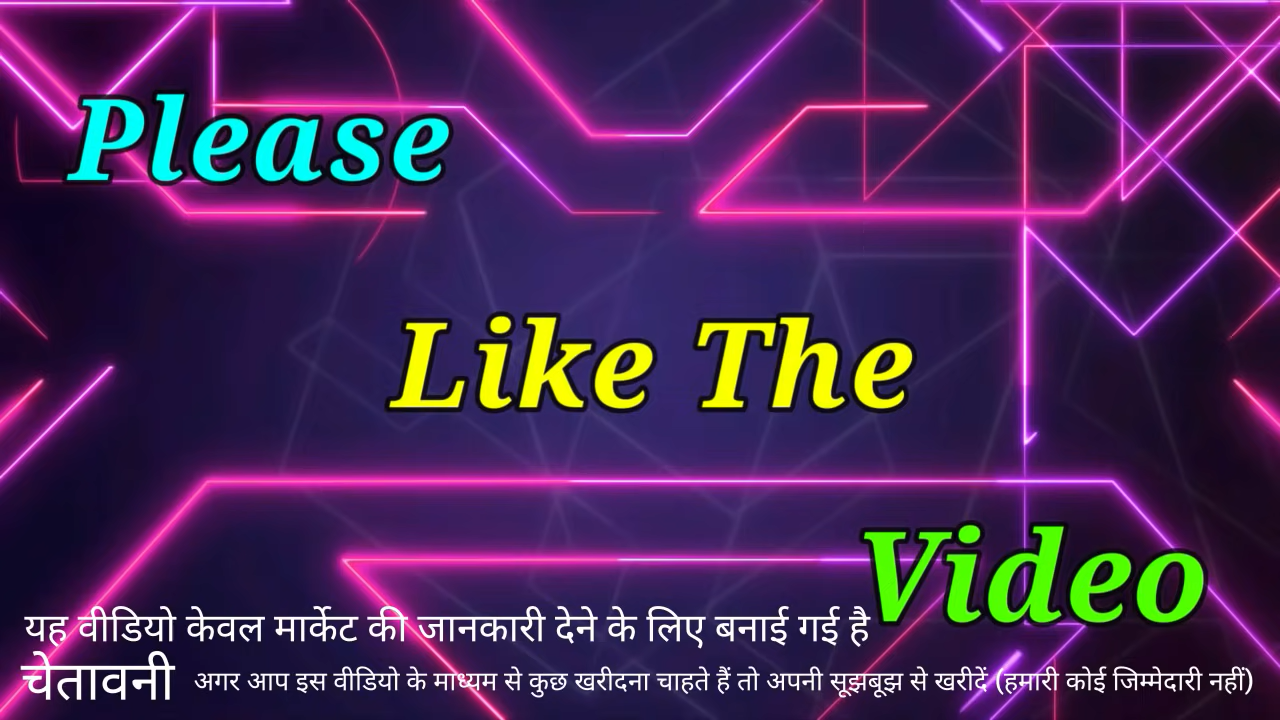 Please
Like The
Video
यह वीडियो केवल मार्केट की जानकारी देने के लिए बनाई गई है
चेतावनी अगर आप इस वीडियो के माध्यम से कुछ खरीदना चाहते हैं तो अपनी सूझबूझ से खरीदें (हमारी कोई जिम्मेदारी नहीं)